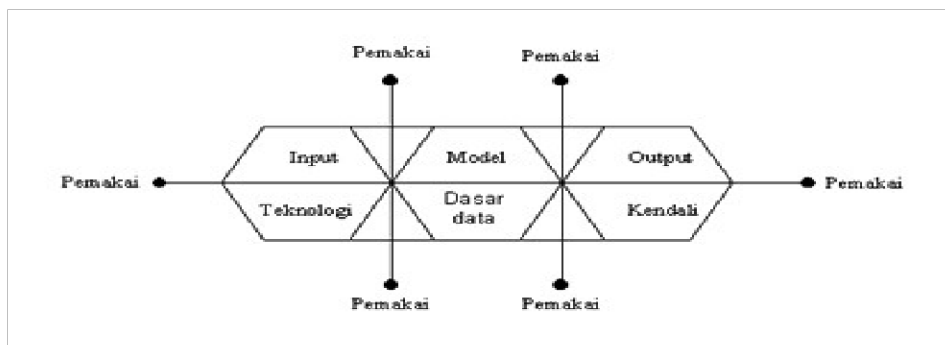 Pemakai
Pemakai
Input
Model
Output
Pemakai
Pemakai
Teknologi
Dasar
data
Kendali
Pemakai
Pemakai